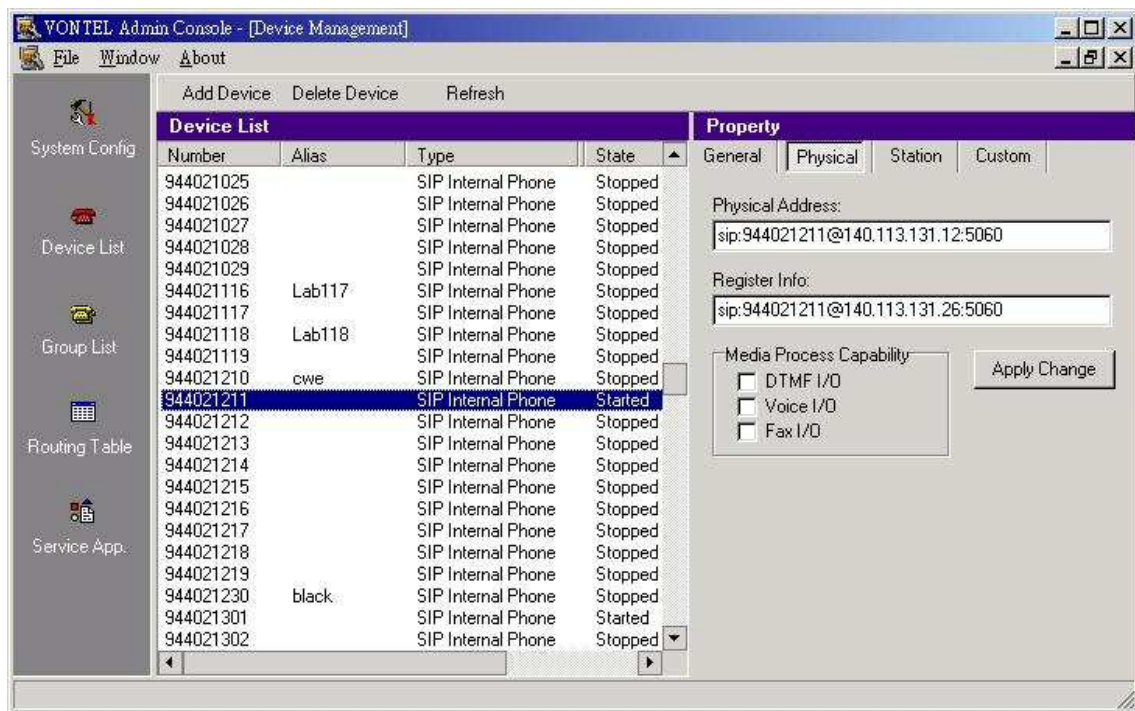 VONTEL Admin Console - [Device Management]
File Window About
Add Device Delete Device Refresh
System Config
Device List
Group List
Routing Table
Service App.
Device List
Number Alias Type State
944021025 SIP Internal Phone Stopped
944021026 SIP Internal Phone Stopped
944021027 SIP Internal Phone Stopped
944021028 SIP Internal Phone Stopped
944021029 SIP Internal Phone Stopped
944021116 Lab117 SIP Internal Phone Stopped
944021117 SIP Internal Phone Stopped
944021118 Lab118 SIP Internal Phone Stopped
944021119 SIP Internal Phone Stopped
944021210 cwe SIP Internal Phone Stopped
944021211 SIP Internal Phone Started
944021212 SIP Internal Phone Stopped
944021213 SIP Internal Phone Stopped
944021214 SIP Internal Phone Stopped
944021215 SIP Internal Phone Stopped
944021216 SIP Internal Phone Stopped
944021217 SIP Internal Phone Stopped
944021218 SIP Internal Phone Stopped
944021219 SIP Internal Phone Stopped
944021230 black SIP Internal Phone Stopped
944021301 SIP Internal Phone Started
944021302 SIP Internal Phone Stopped
Property
General Physical Station Custom
Physical Address:
sip:944021211@140.113.131.12:5060
Register Info:
sip:944021211@140.113.131.26:5060
Media Process Capability
DTMF I/O
Voice I/O
Fax I/O
Apply Change